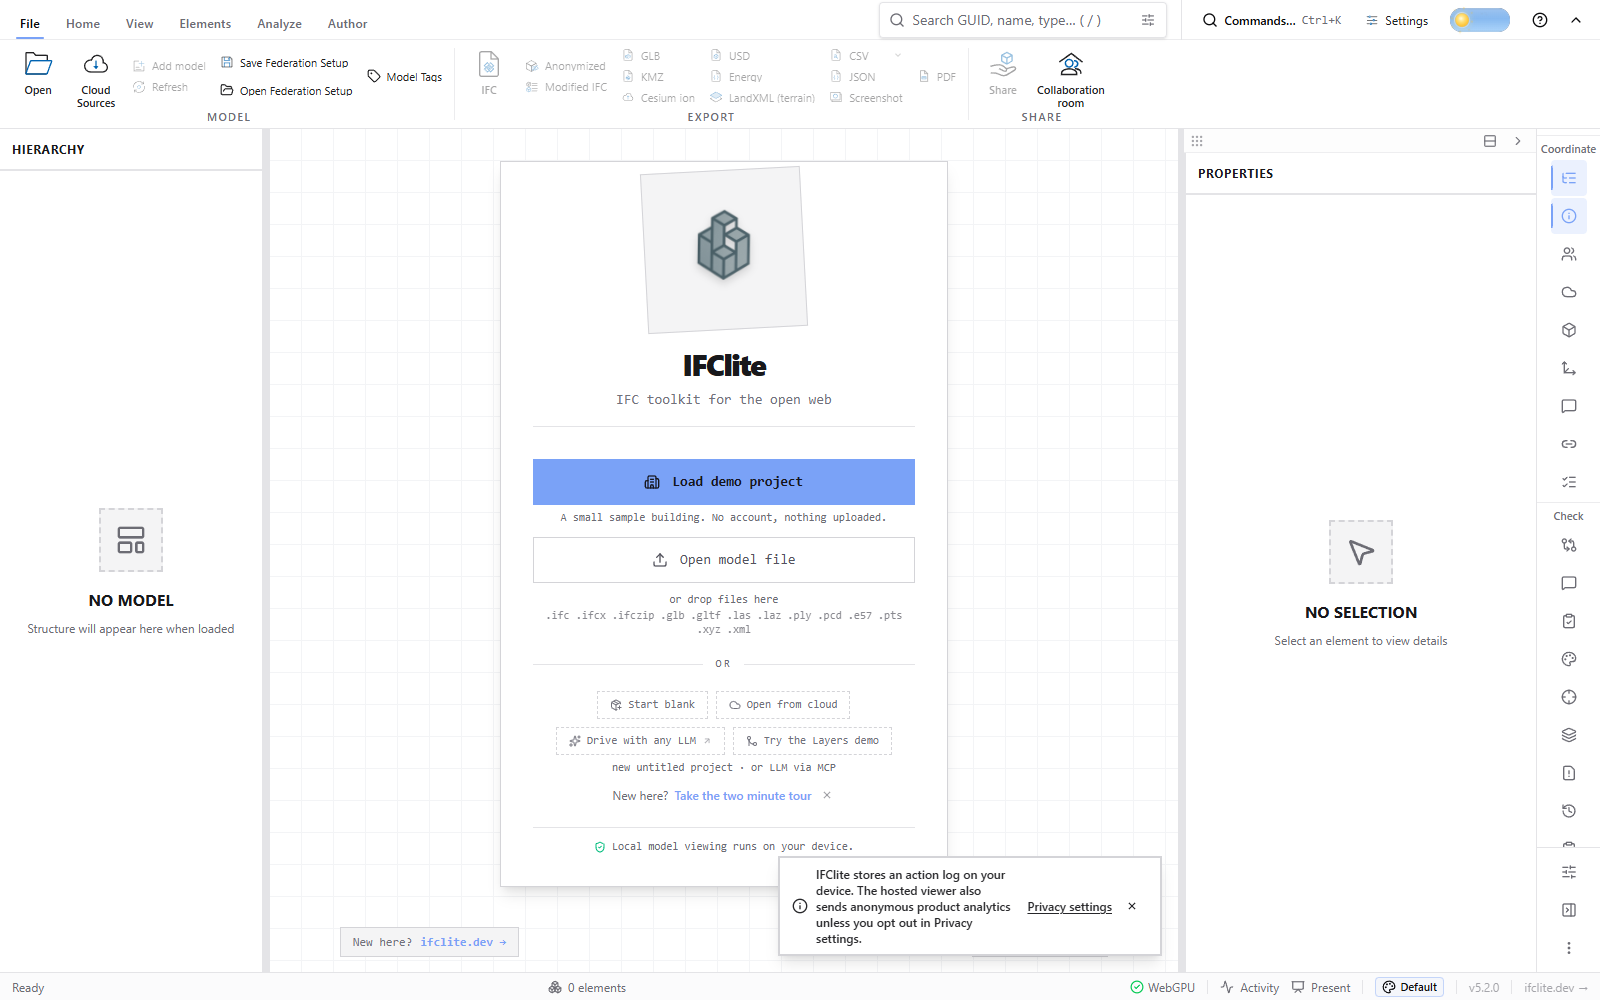 File Home View Elements Analyze Author
Search GUID, name, type... ( / )
Commands... Ctrl+K Settings
Open
Cloud Sources
Add model
Refresh
Save Federation Setup
Open Federation Setup
Model Tags
MODEL
IFC
Anonymized
Modified IFC
GLB
KMZ
Cesium ion
USD
Energy
LandXML (terrain)
CSV
JSON
Screenshot
PDF
EXPORT
Share
Collaboration room
SHARE
HIERARCHY
NO MODEL
Structure will appear here when loaded
IFClite
IFC toolkit for the open web
Load demo project
A small sample building. No account, nothing uploaded.
Open model file
or drop files here
.ifc .ifcx .ifczip .glb .gltf .las .laz .ply .pcd .e57 .pts
.xyz .xml
OR
Start blank
Open from cloud
Drive with any LLM ↗
Try the Layers demo
new untitled project · or LLM via MCP
New here? Take the two minute tour ×
Local model viewing runs on your device.
New here? ifclite.dev →
IFClite stores an action log on your
device. The hosted viewer also
sends anonymous product analytics
unless you opt out in Privacy
settings.
Privacy settings
PROPERTIES
NO SELECTION
Select an element to view details
Coordinate
Check
Ready
0 elements
WebGPU
Activity
Present
Default
v5.2.0
ifclite.dev →